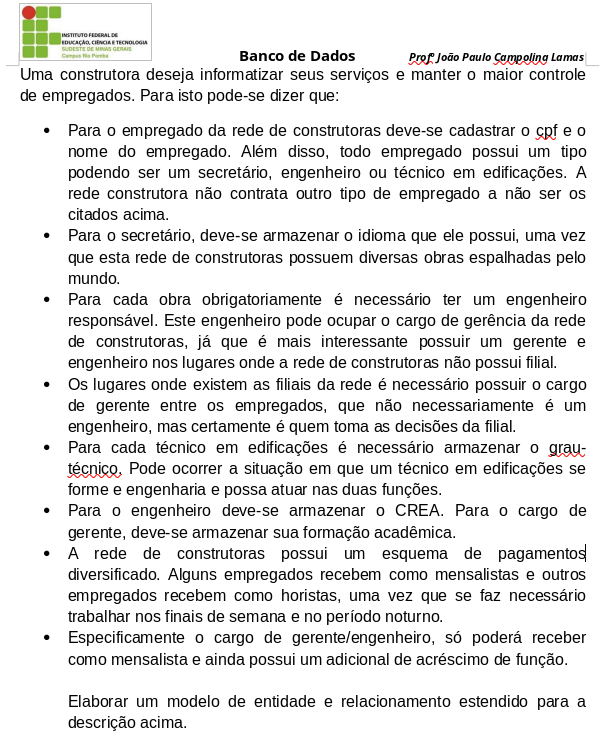 INSTITUTO FEDERAL DE
EDUCAÇÃO, CIÊNCIA E TECNOLOGIA
SUDESTE DE MINAS GERAIS
Campus Rio Pomba
Banco de Dados Profº João Paulo Campolina Lamas
Uma construtora deseja informatizar seus serviços e manter o maior controle
de empregados. Para isto pode-se dizer que:
• Para o empregado da rede de construtoras deve-se cadastrar o cpf e o
nome do empregado. Além disso, todo empregado possui um tipo
podendo ser um secretário, engenheiro ou técnico em edificações. A
rede construtora não contrata outro tipo de empregado a não ser os
citados acima.
• Para o secretário, deve-se armazenar o idioma que ele possui, uma vez
que esta rede de construtoras possuem diversas obras espalhadas pelo
mundo.
• Para cada obra obrigatoriamente é necessário ter um engenheiro
responsável. Este engenheiro pode ocupar o cargo de gerência da rede
de construtoras, já que é mais interessante possuir um gerente e
engenheiro nos lugares onde a rede de construtoras não possui filial.
• Os lugares onde existem as filiais da rede é necessário possuir o cargo
de gerente entre os empregados, que não necessariamente é um
engenheiro, mas certamente é quem toma as decisões da filial.
• Para cada técnico em edificações é necessário armazenar o grau-
técnico. Pode ocorrer a situação em que um técnico em edificações se
forme e engenharia e possa atuar nas duas funções.
• Para o engenheiro deve-se armazenar o CREA. Para o cargo de
gerente, deve-se armazenar sua formação acadêmica.
• A rede de construtoras possui um esquema de pagamentos
diversificado. Alguns empregados recebem como mensalistas e outros
empregados recebem como horistas, uma vez que se faz necessário
trabalhar nos finais de semana e no período noturno.
• Especificamente o cargo de gerente/engenheiro, só poderá receber
como mensalista e ainda possui um adicional de acréscimo de função.
Elaborar um modelo de entidade e relacionamento estendido para a
descrição acima.